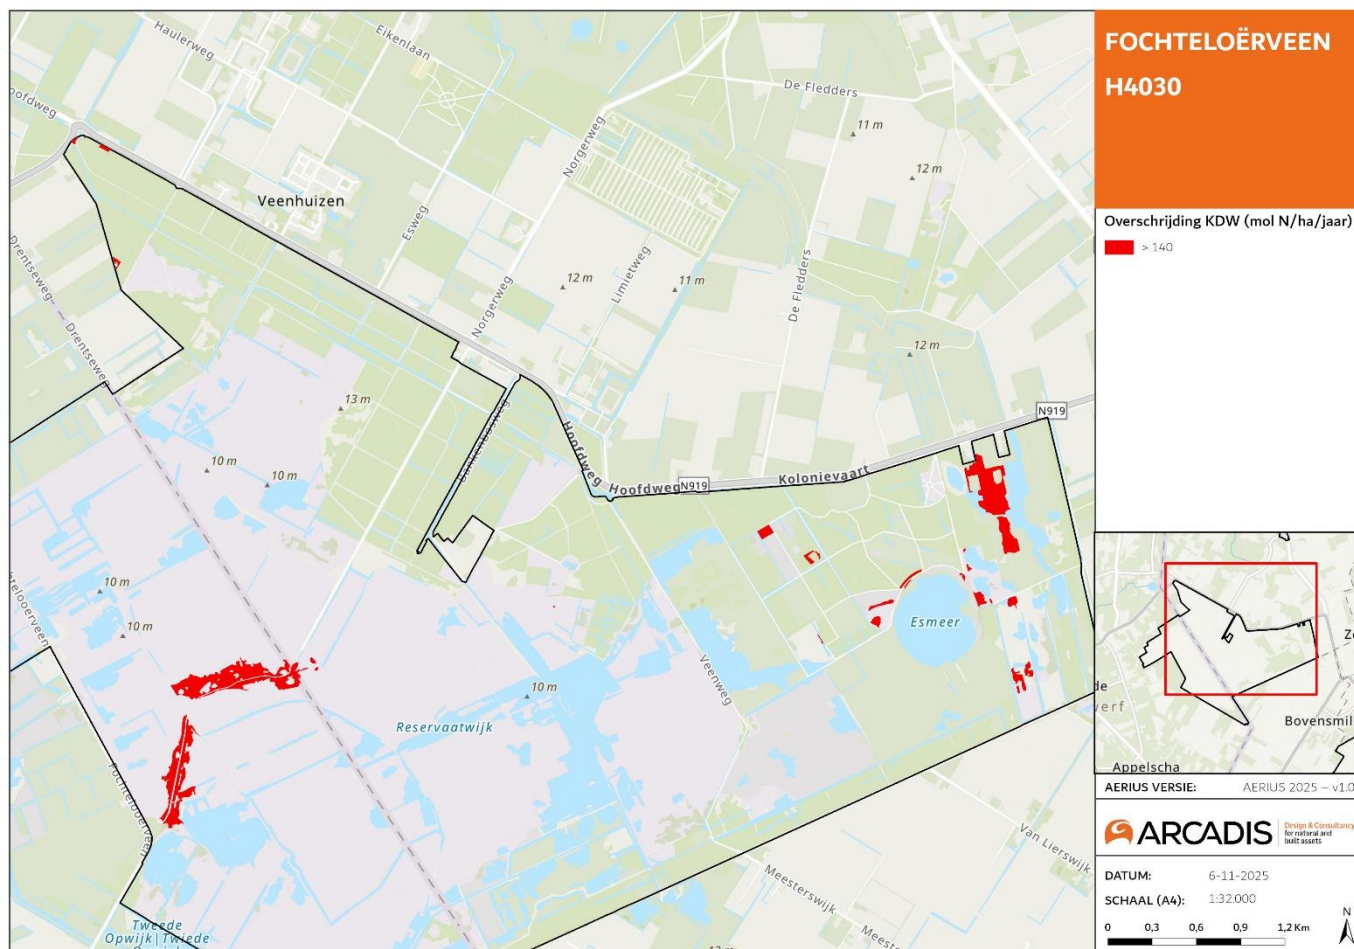 FOCHTELOËRVEEN
H4030
Overschrijding KDW (mol N/ha/jaar)
> 140
Haulerweg
Eikenlaan
De Fledders
11 m
Norgerweg
12 m
Veenhuizen
Esweg
Drentseweg
Limietweg
12 m
11 m
De Fledders
Norgerweg
Drentseweg
12 m
13 m
N919
Bankenbosweg
Hoofdweg
10 m
10 m
Hoofdweg
N919
Kolonievaart
10 m
10 m
Esmeer
Veenweg
10 m
Reservaatwijk
Fochtelooerveen
Van Lierswijk
Meesterswijk
Tweede
Opwijk|Twiede
Bovensmil
Appelscha
AERIUS VERSIE: AERIUS 2025 – v1.0
ARCADIS
Design & Consultancy
for natural and
built assets
DATUM: 6-11-2025
SCHAAL (A4): 1:32.000
N
0 0,3 0,6 0,9 1,2 Km